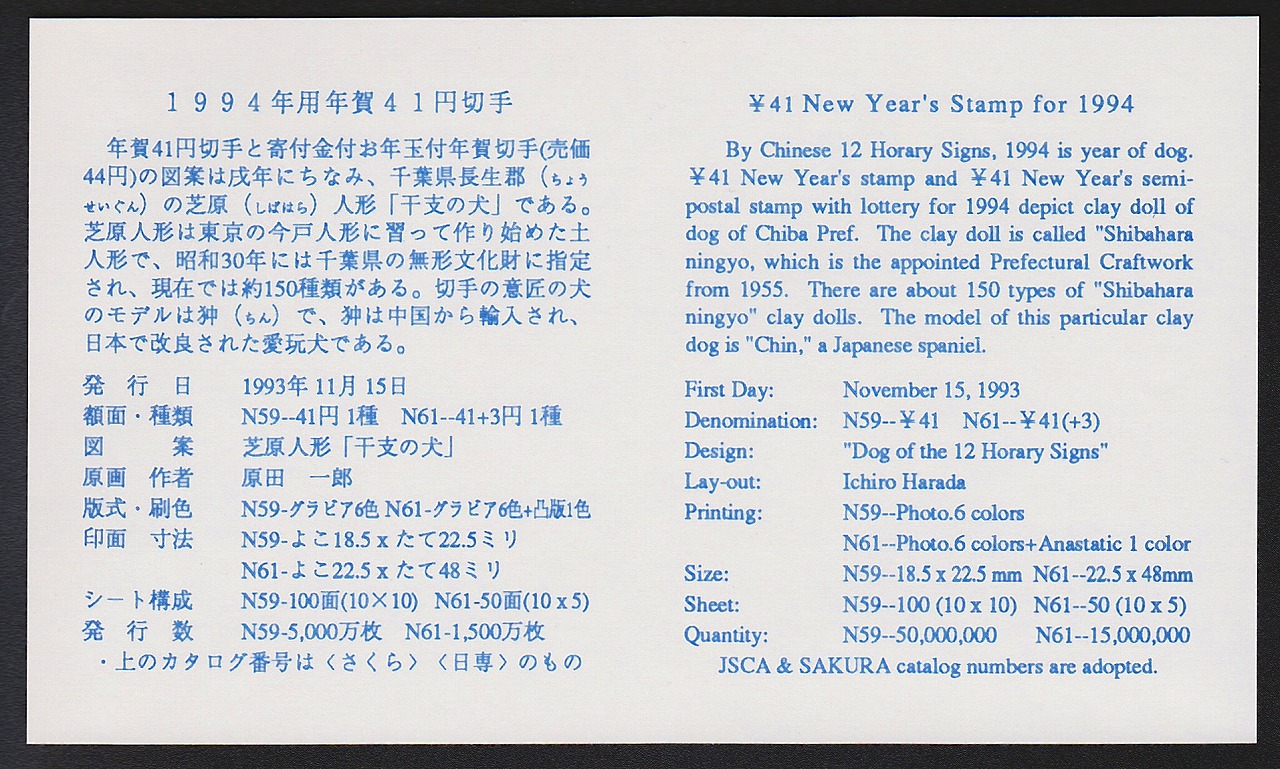 １９９４年用年賀４１円切手
年賀41円切手と寄付金付お年玉付年賀切手(売価
44円)の図案は戌年にちなみ、千葉県長生郡（ちょう
せいぐん）の芝原（しばはら）人形「干支の犬」である。
芝原人形は東京の今戸人形に習って作り始めた土
人形で、昭和30年には千葉県の無形文化財に指定
され、現在では約150種類がある。切手の意匠の犬
のモデルは狆（ちん）で、狆は中国から輸入され、
日本で改良された愛玩犬である。
発　行　日　1993年 11月 15日
額面・種類　N59--41円 1種　N61--41+3円 1種
図　　　案　芝原人形「干支の犬」
原画　作者　原田　一郎
版式・刷色　N59-グラビア6色 N61-グラビア6色+凸版1色
印面　寸法　N59-よこ18.5 x たて22.5ミリ
N61-よこ22.5 x たて48ミリ
シート構成　N59-100面(10×10)　N61-50面(10 x 5)
発　行　数　N59-5,000万枚　N61-1,500万枚
・上のカタログ番号は〈さくら〉〈日専〉のもの
¥41 New Year's Stamp for 1994
By Chinese 12 Horary Signs, 1994 is year of dog.
¥41 New Year's stamp and ¥41 New Year's semi-
postal stamp with lottery for 1994 depict clay doll of
dog of Chiba Pref. The clay doll is called "Shibahara
ningyo, which is the appointed Prefectural Craftwork
from 1955. There are about 150 types of "Shibahara
ningyo" clay dolls. The model of this particular clay
dog is "Chin," a Japanese spaniel.
First Day: November 15, 1993
Denomination: N59--¥41 N61--¥41(+3)
Design: "Dog of the 12 Horary Signs"
Lay-out: Ichiro Harada
Printing: N59--Photo.6 colors
N61--Photo.6 colors+Anastatic 1 color
Size: N59--18.5 x 22.5 mm N61--22.5 x 48mm
Sheet: N59--100 (10 x 10) N61--50 (10 x 5)
Quantity: N59--50,000,000 N61--15,000,000
JSCA & SAKURA catalog numbers are adopted.